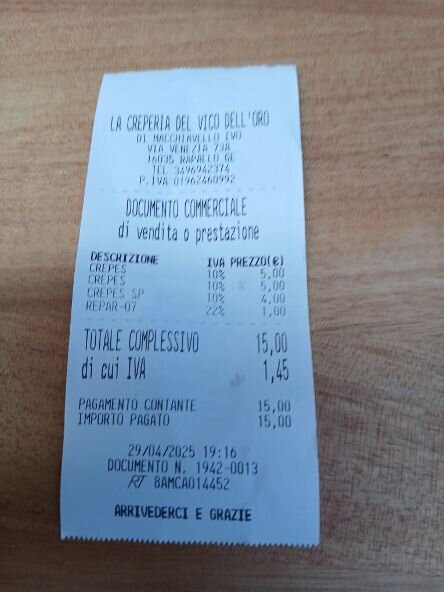 LA CREPERIA DEL VICO DELL'ORO
DI MACCHIAVELLO IVO
VIA VENEZIA 73A
16035 RAPALLO GE
TEL 3496942374
P.IVA 01962460992
DOCUMENTO COMMERCIALE
di vendita o prestazione
DESCRIZIONE IVA PREZZO(€)
CREPES 10% 5,00
CREPES 10% 5,00
CREPES SP 10% 4,00
REPAR-07 22% 1,00
TOTALE COMPLESSIVO 15,00
di cui IVA 1,45
PAGAMENTO CONTANTE 15,00
IMPORTO PAGATO 15,00
29/04/2025 19:16
DOCUMENTO N. 1942-0013
RT 8AMCA014452
ARRIVEDERCI E GRAZIE